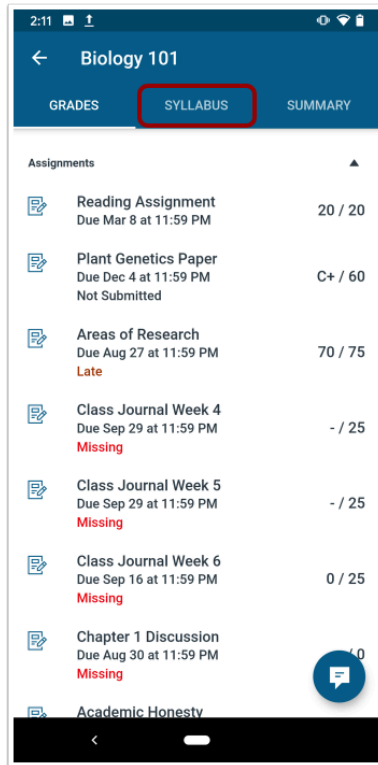 2:11
Biology 101
GRADES SYLLABUS SUMMARY
Assignments
Reading Assignment
Due Mar 8 at 11:59 PM
20 / 20
Plant Genetics Paper
Due Dec 4 at 11:59 PM
C+ / 60
Not Submitted
Areas of Research
Due Aug 27 at 11:59 PM
70 / 75
Late
Class Journal Week 4
Due Sep 29 at 11:59 PM
- / 25
Missing
Class Journal Week 5
Due Sep 29 at 11:59 PM
- / 25
Missing
Class Journal Week 6
Due Sep 16 at 11:59 PM
0 / 25
Missing
Chapter 1 Discussion
Due Aug 30 at 11:59 PM
/ 0
Missing
Academic Honesty